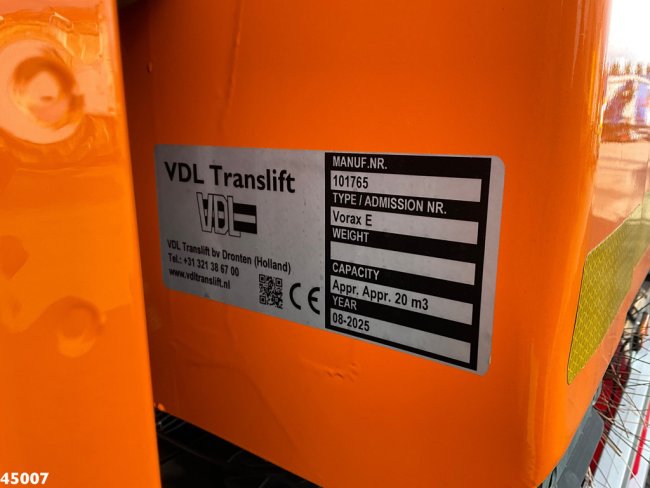 VDL Translift
VDL
VDL Translift bv Dronten (Holland)
Tel.: +31 321 38 67 00
www.vdltranslift.nl
CE
MANUF.NR.
101765
TYPE / ADMISSION NR.
Vorax E
WEIGHT
CAPACITY
Appr. Appr. 20 m3
YEAR
08-2025
45007